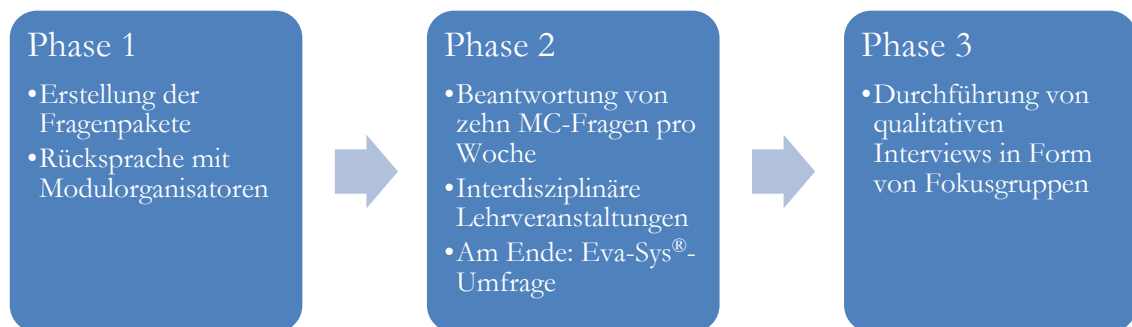 Phase 1
•Erstellung der
Fragenpakete
•Rücksprache mit
Modulorganisatoren
Phase 2
•Beantwortung von
zehn MC-Fragen pro
Woche
•Interdisziplinäre
Lehrveranstaltungen
•Am Ende: Eva-Sys®-
Umfrage
Phase 3
•Durchführung von
qualitativen
Interviews in Form
von Fokusgruppen